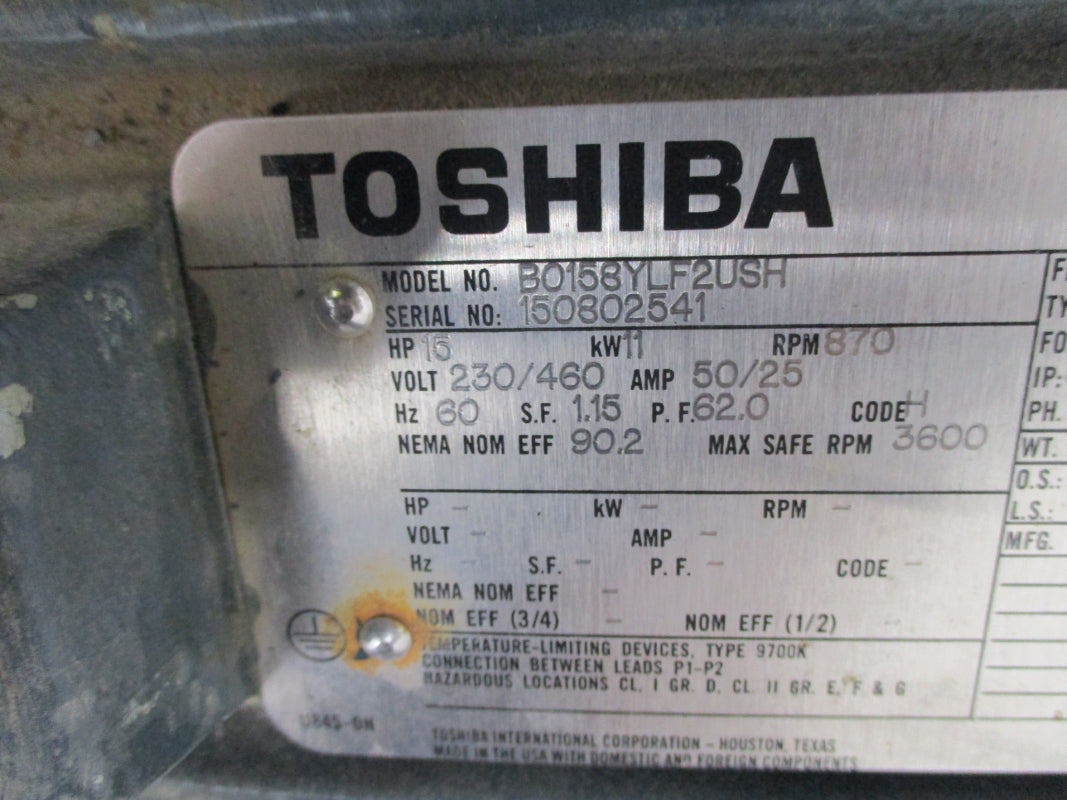 TOSHIBA
MODEL NO. B0158YLF2USH
SERIAL NO: 150802541
HP 15 kW 11 RPM 870
VOLT 230/460 AMP 50/25
Hz 60 S.F. 1.15 P.F. 62.0 CODE H
NEMA NOM EFF 90.2 MAX SAFE RPM 3600
HP - kW - RPM -
VOLT - AMP -
Hz - S.F. - P.F. - CODE -
NEMA NOM EFF -
NOM EFF (3/4) - NOM EFF (1/2) -
TEMPERATURE-LIMITING DEVICES, TYPE 9700K
CONNECTION BETWEEN LEADS P1-P2
HAZARDOUS LOCATIONS CL. I GR. D, CL. II GR. E, F & G
TOSHIBA INTERNATIONAL CORPORATION - HOUSTON, TEXAS
MADE IN THE USA WITH DOMESTIC AND FOREIGN COMPONENTS
IP:
PH.
WT.
O.S.:
L.S.:
MFG.